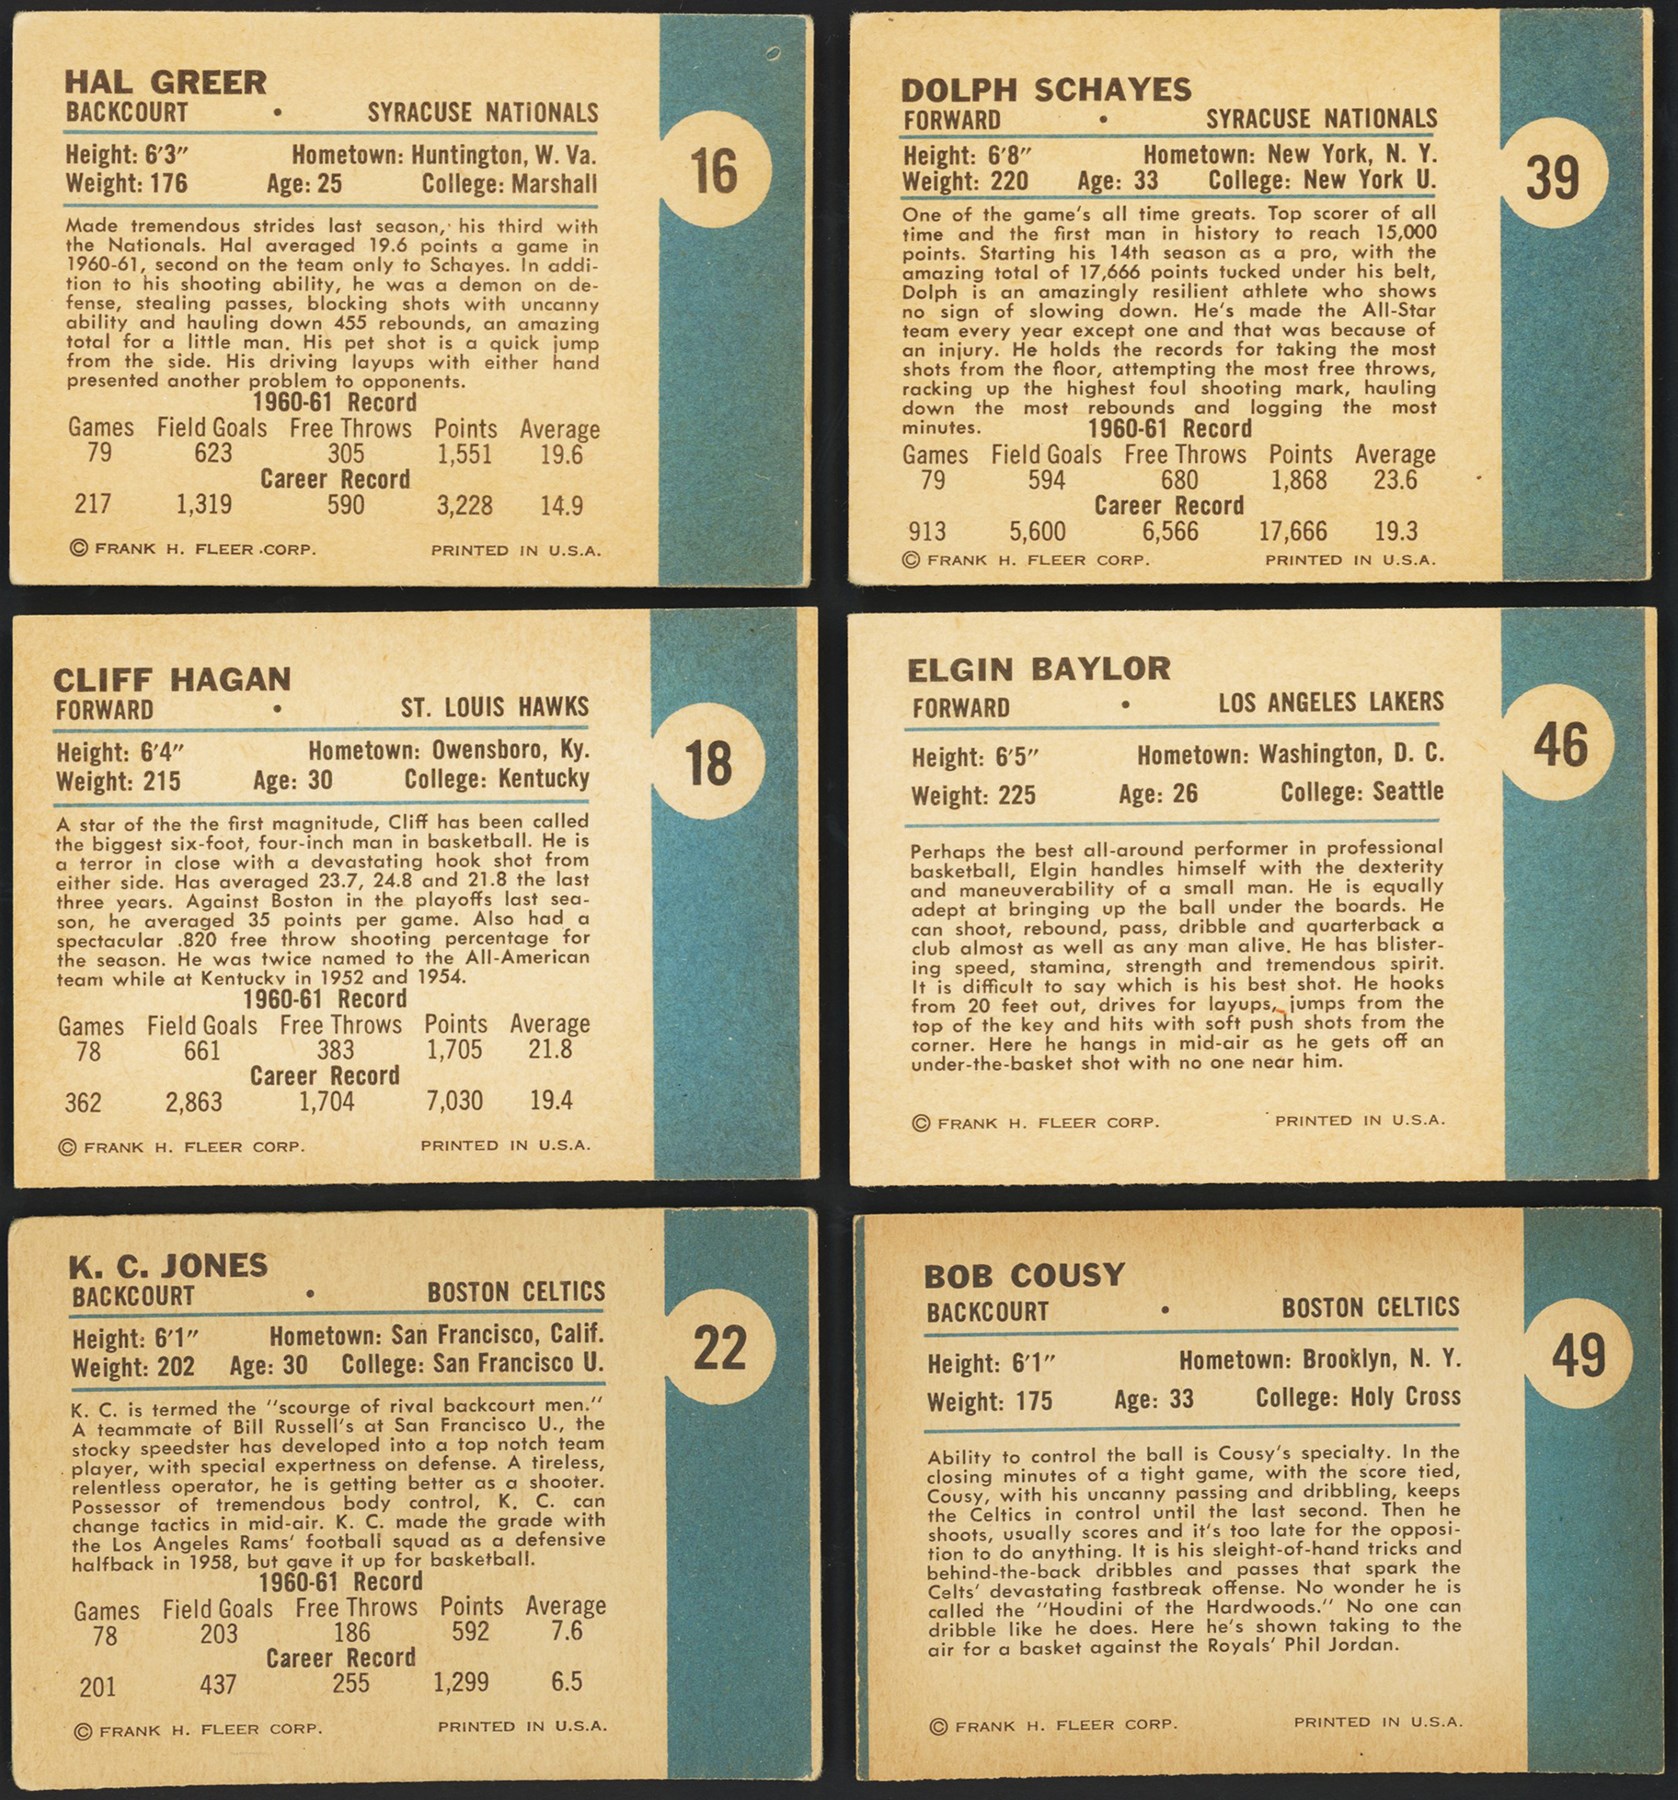 HAL GREER
BACKCOURT • SYRACUSE NATIONALS
Height: 6'3" Hometown: Huntington, W. Va.
Weight: 176 Age: 25 College: Marshall
16
Made tremendous strides last season, his third with
the Nationals. Hal averaged 19.6 points a game in
1960-61, second on the team only to Schayes. In addi-
tion to his shooting ability, he was a demon on de-
fense, stealing passes, blocking shots with uncanny
ability and hauling down 455 rebounds, an amazing
total for a little man. His pet shot is a quick jump
from the side. His driving layups with either hand
presented another problem to opponents.
1960-61 Record
Games Field Goals Free Throws Points Average
79 623 305 1,551 19.6
Career Record
217 1,319 590 3,228 14.9
© FRANK H. FLEER CORP. PRINTED IN U.S.A.
DOLPH SCHAYES
FORWARD • SYRACUSE NATIONALS
Height: 6'8" Hometown: New York, N. Y.
Weight: 220 Age: 33 College: New York U.
39
One of the game's all time greats. Top scorer of all
time and the first man in history to reach 15,000
points. Starting his 14th season as a pro, with the
amazing total of 17,666 points tucked under his belt,
Dolph is an amazingly resilient athlete who shows
no sign of slowing down. He's made the All-Star
team every year except one and that was because of
an injury. He holds the records for taking the most
shots from the floor, attempting the most free throws,
racking up the highest foul shooting mark, hauling
down the most rebounds and logging the most
minutes. 1960-61 Record
Games Field Goals Free Throws Points Average
79 594 680 1,868 23.6
Career Record
913 5,600 6,566 17,666 19.3
© FRANK H. FLEER CORP. PRINTED IN U.S.A.
CLIFF HAGAN
FORWARD • ST. LOUIS HAWKS
Height: 6'4" Hometown: Owensboro, Ky.
Weight: 215 Age: 30 College: Kentucky
18
A star of the the first magnitude, Cliff has been called
the biggest six-foot, four-inch man in basketball. He is
a terror in close with a devastating hook shot from
either side. Has averaged 23.7, 24.8 and 21.8 the last
three years. Against Boston in the playoffs last sea-
son, he averaged 35 points per game. Also had a
spectacular .820 free throw shooting percentage for
the season. He was twice named to the All-American
team while at Kentucky in 1952 and 1954.
1960-61 Record
Games Field Goals Free Throws Points Average
78 661 383 1,705 21.8
Career Record
362 2,863 1,704 7,030 19.4
© FRANK H. FLEER CORP. PRINTED IN U.S.A.
ELGIN BAYLOR
FORWARD • LOS ANGELES LAKERS
Height: 6'5" Hometown: Washington, D. C.
Weight: 225 Age: 26 College: Seattle
46
Perhaps the best all-around performer in professional
basketball, Elgin handles himself with the dexterity
and maneuverability of a small man. He is equally
adept at bringing up the ball under the boards. He
can shoot, rebound, pass, dribble and quarterback a
club almost as well as any man alive. He has blister-
ing speed, stamina, strength and tremendous spirit.
It is difficult to say which is his best shot. He hooks
from 20 feet out, drives for layups, jumps from the
top of the key and hits with soft push shots from the
corner. Here he hangs in mid-air as he gets off an
under-the-basket shot with no one near him.
© FRANK H. FLEER CORP. PRINTED IN U.S.A.
K. C. JONES
BACKCOURT • BOSTON CELTICS
Height: 6'1" Hometown: San Francisco, Calif.
Weight: 202 Age: 30 College: San Francisco U.
22
K. C. is termed the "scourge of rival backcourt men."
A teammate of Bill Russell's at San Francisco U., the
stocky speedster has developed into a top notch team
player, with special expertness on defense. A tireless,
relentless operator, he is getting better as a shooter.
Possessor of tremendous body control, K. C. can
change tactics in mid-air. K. C. made the grade with
the Los Angeles Rams' football squad as a defensive
halfback in 1958, but gave it up for basketball.
1960-61 Record
Games Field Goals Free Throws Points Average
78 203 186 592 7.6
Career Record
201 437 255 1,299 6.5
© FRANK H. FLEER CORP. PRINTED IN U.S.A.
BOB COUSY
BACKCOURT • BOSTON CELTICS
Height: 6'1" Hometown: Brooklyn, N. Y.
Weight: 175 Age: 33 College: Holy Cross
49
Ability to control the ball is Cousy's specialty. In the
closing minutes of a tight game, with the score tied,
Cousy, with his uncanny passing and dribbling, keeps
the Celtics in control until the last second. Then he
shoots, usually scores and it's too late for the opposi-
tion to do anything. It is his sleight-of-hand tricks and
behind-the-back dribbles and passes that spark the
Celts' devastating fastbreak offense. No wonder he is
called the "Houdini of the Hardwoods." No one can
dribble like he does. Here he's shown taking to the
air for a basket against the Royals' Phil Jordan.
© FRANK H. FLEER CORP. PRINTED IN U.S.A.